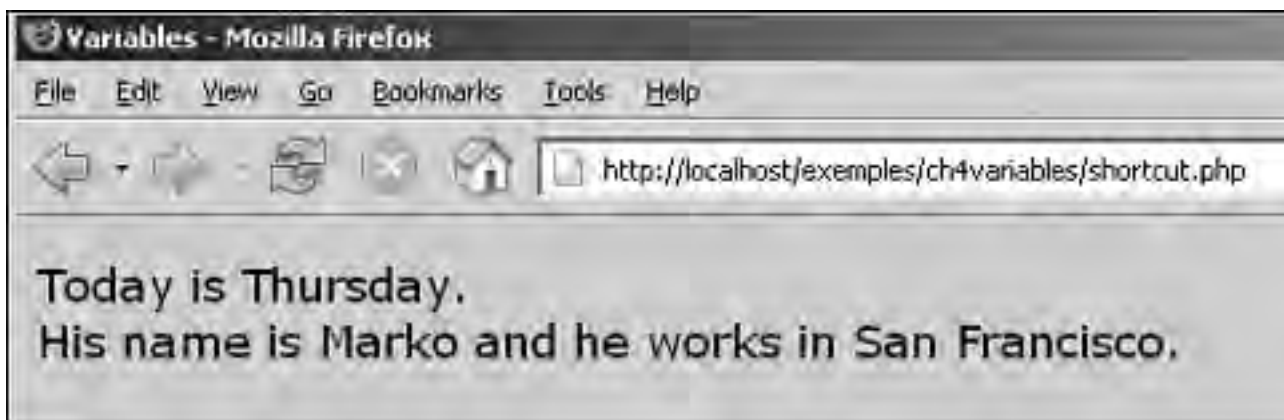 Variables - Mozilla Firefox
File Edit View Go Bookmarks Tools Help
http://localhost/exemples/ch4variables/shortcut.php
Today is Thursday.
His name is Marko and he works in San Francisco.